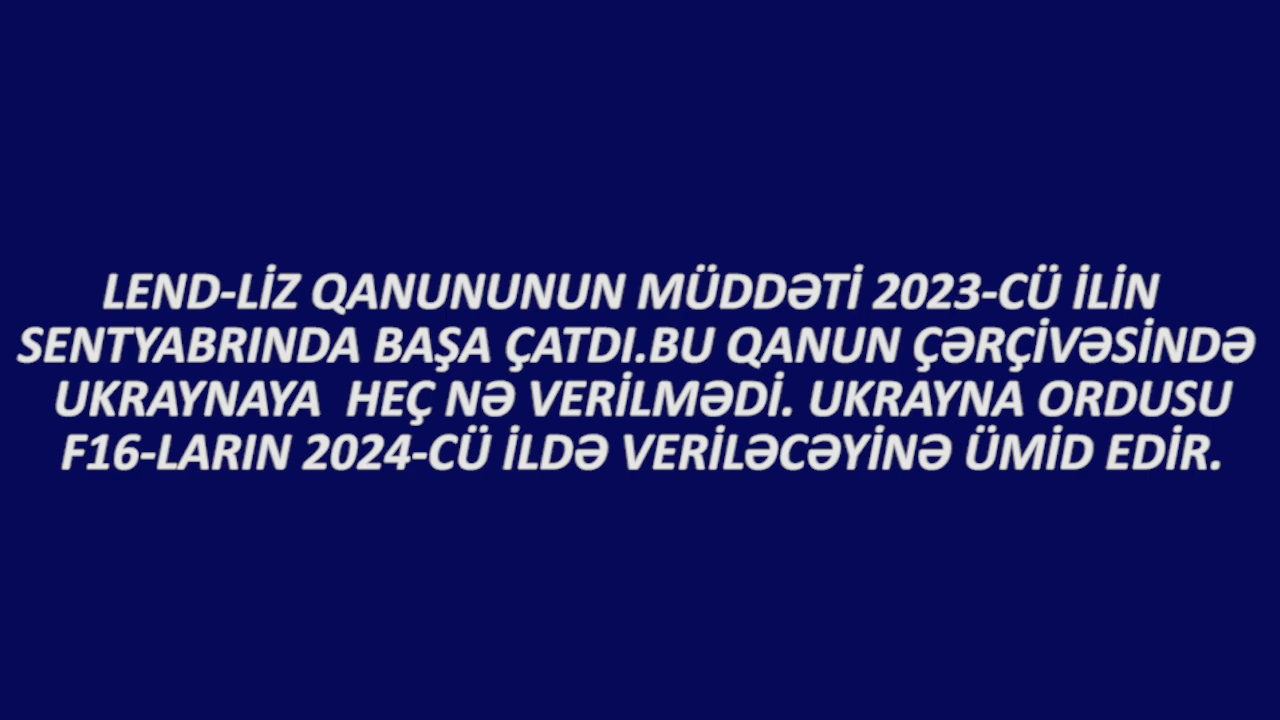 LEND-LİZ QANUNUNUN MÜDDƏTİ 2023-CÜ İLİN
SENTYABRINDA BAŞA ÇATDI.BU QANUN ÇƏRÇİVƏSİNDƏ
UKRAYNAYA  HEÇ NƏ VERİLMƏDİ. UKRAYNA ORDUSU
F16-LARIN 2024-CÜ İLDƏ VERİLƏCƏYİNƏ ÜMİD EDİR.